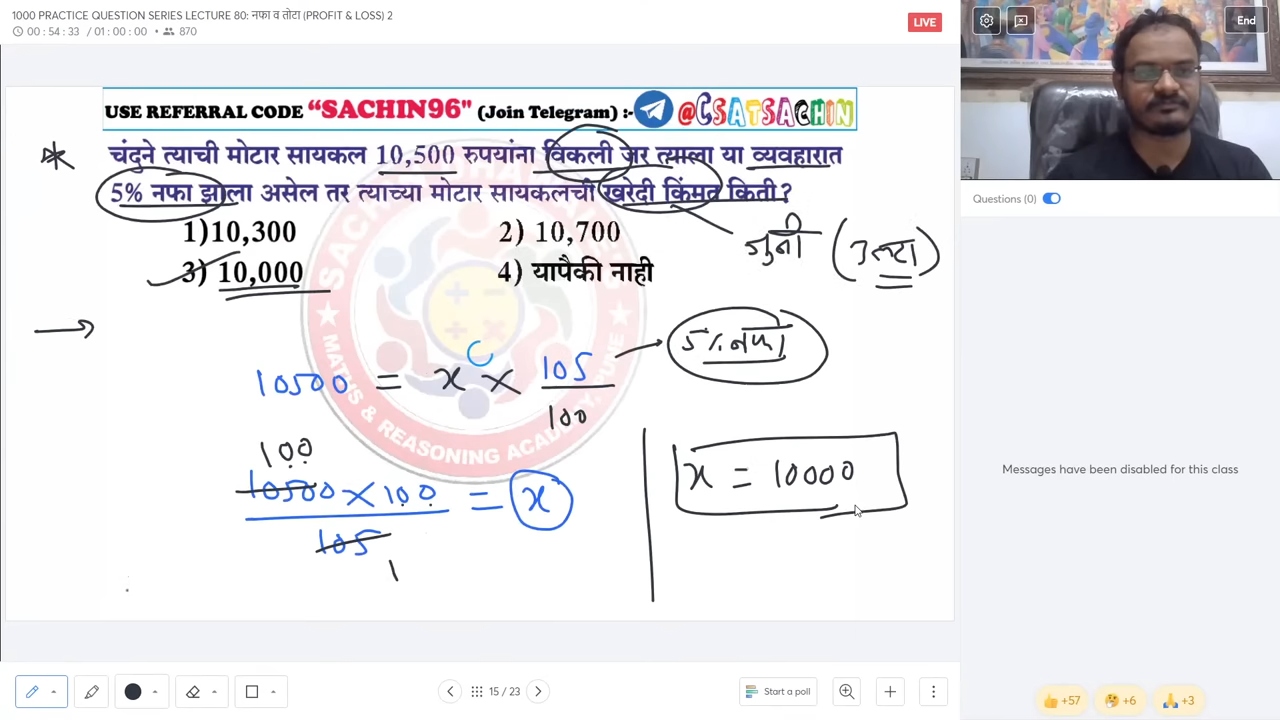 1000 PRACTICE QUESTION SERIES LECTURE 80: नफा व तोटा (PROFIT & LOSS) 2
00 : 54 : 33 / 01 : 00 : 00 • 870
LIVE
End
USE REFERRAL CODE “SACHIN96” (Join Telegram) :- @CSATSACHIN
चंदुने त्याची मोटार सायकल 10,500 रुपयांना विकली जर त्याला या व्यवहारात
5% नफा झाला असेल तर त्याच्या मोटार सायकलची खरेदी किंमत किती?
1)10,300
2) 10,700
3) 10,000
4) यापैकी नाही
जुनी (उलटा)
10500 = x × 105/100
5% नफा
100
10500 × 100 / 105 = x
1
x = 10000
MATHS & REASONING ACADEMY
Questions (0)
Messages have been disabled for this class
15 / 23
Start a poll
+57
+6
+3